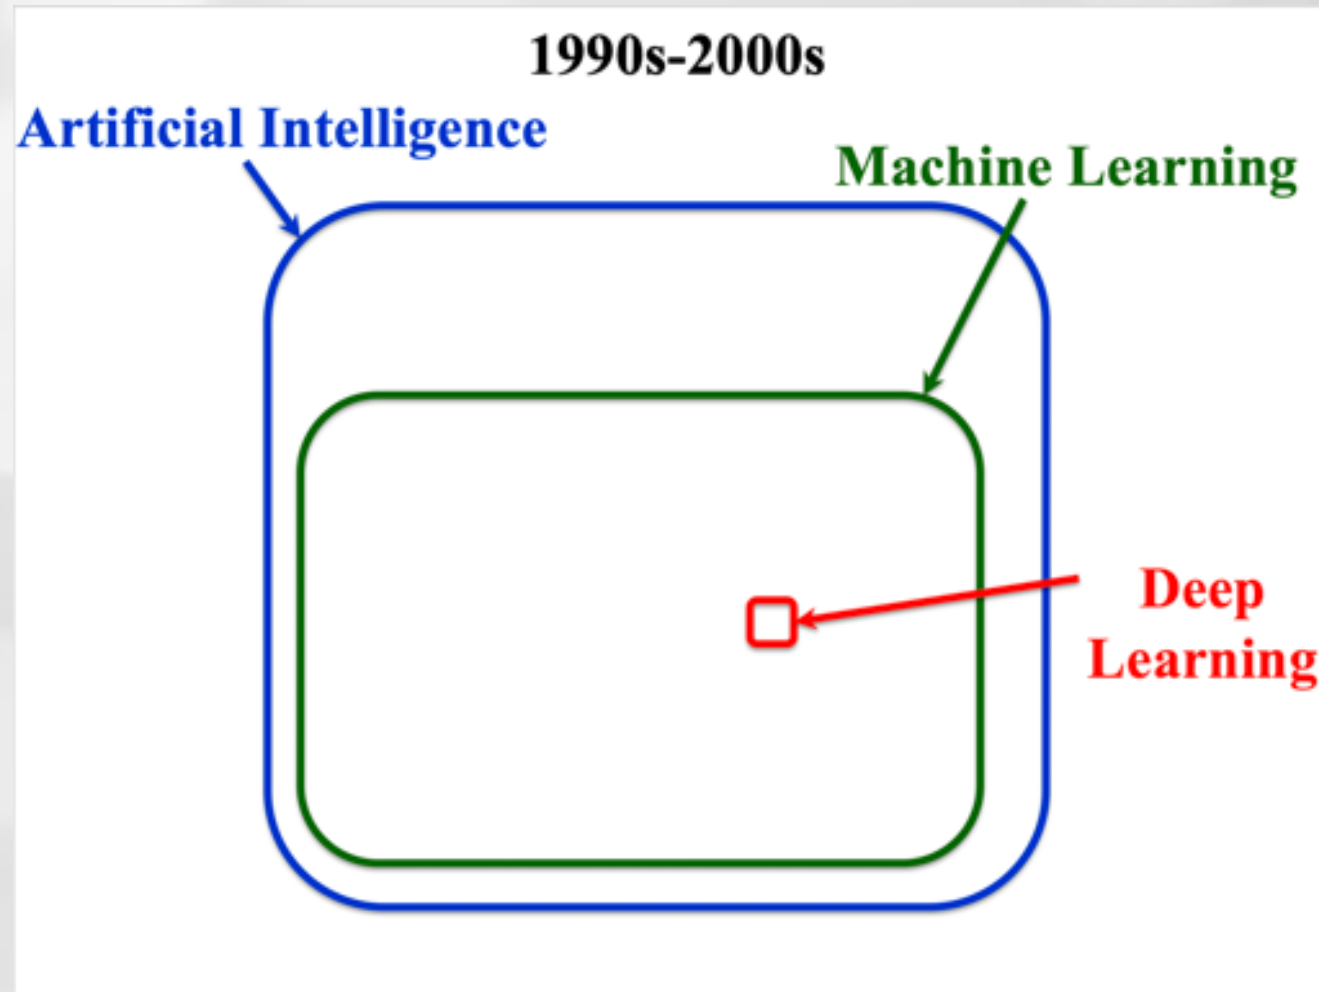 1990s-2000s
Artificial Intelligence
Machine Learning
Deep
Learning